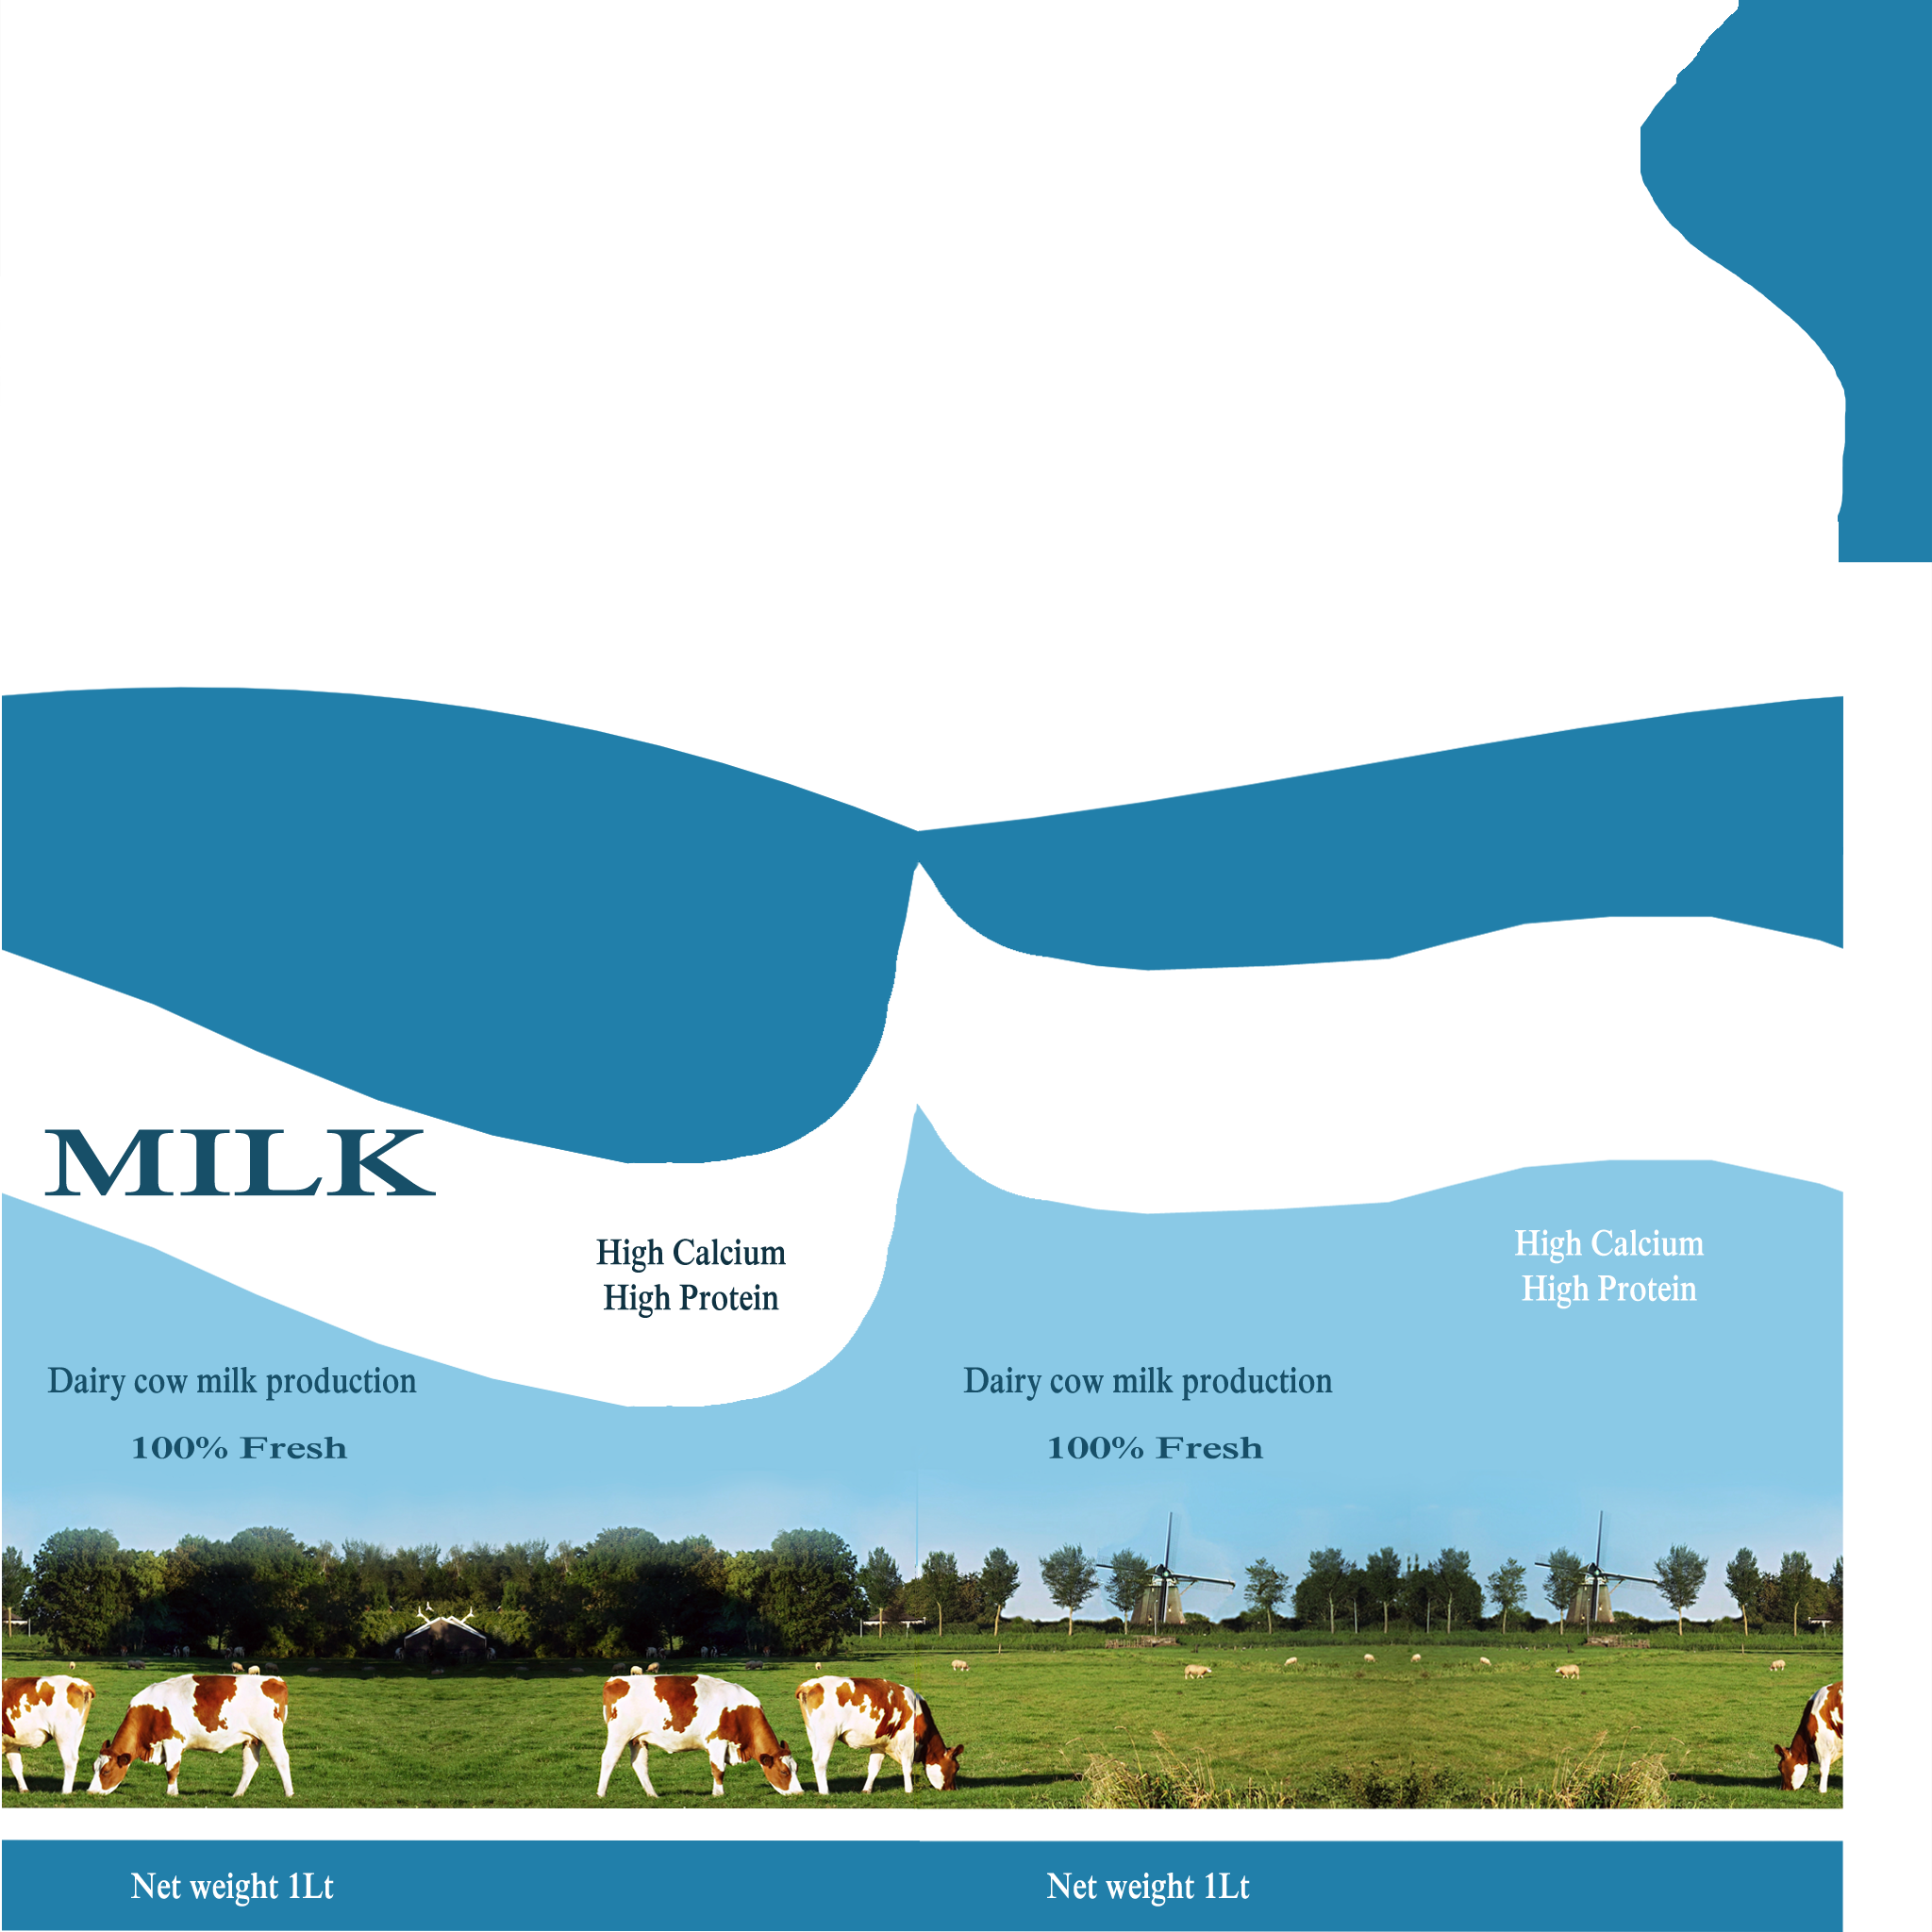 MILK
High Calcium
High Protein
Dairy cow milk production
100% Fresh
Net weight 1Lt
High Calcium
High Protein
Dairy cow milk production
100% Fresh
Net weight 1Lt